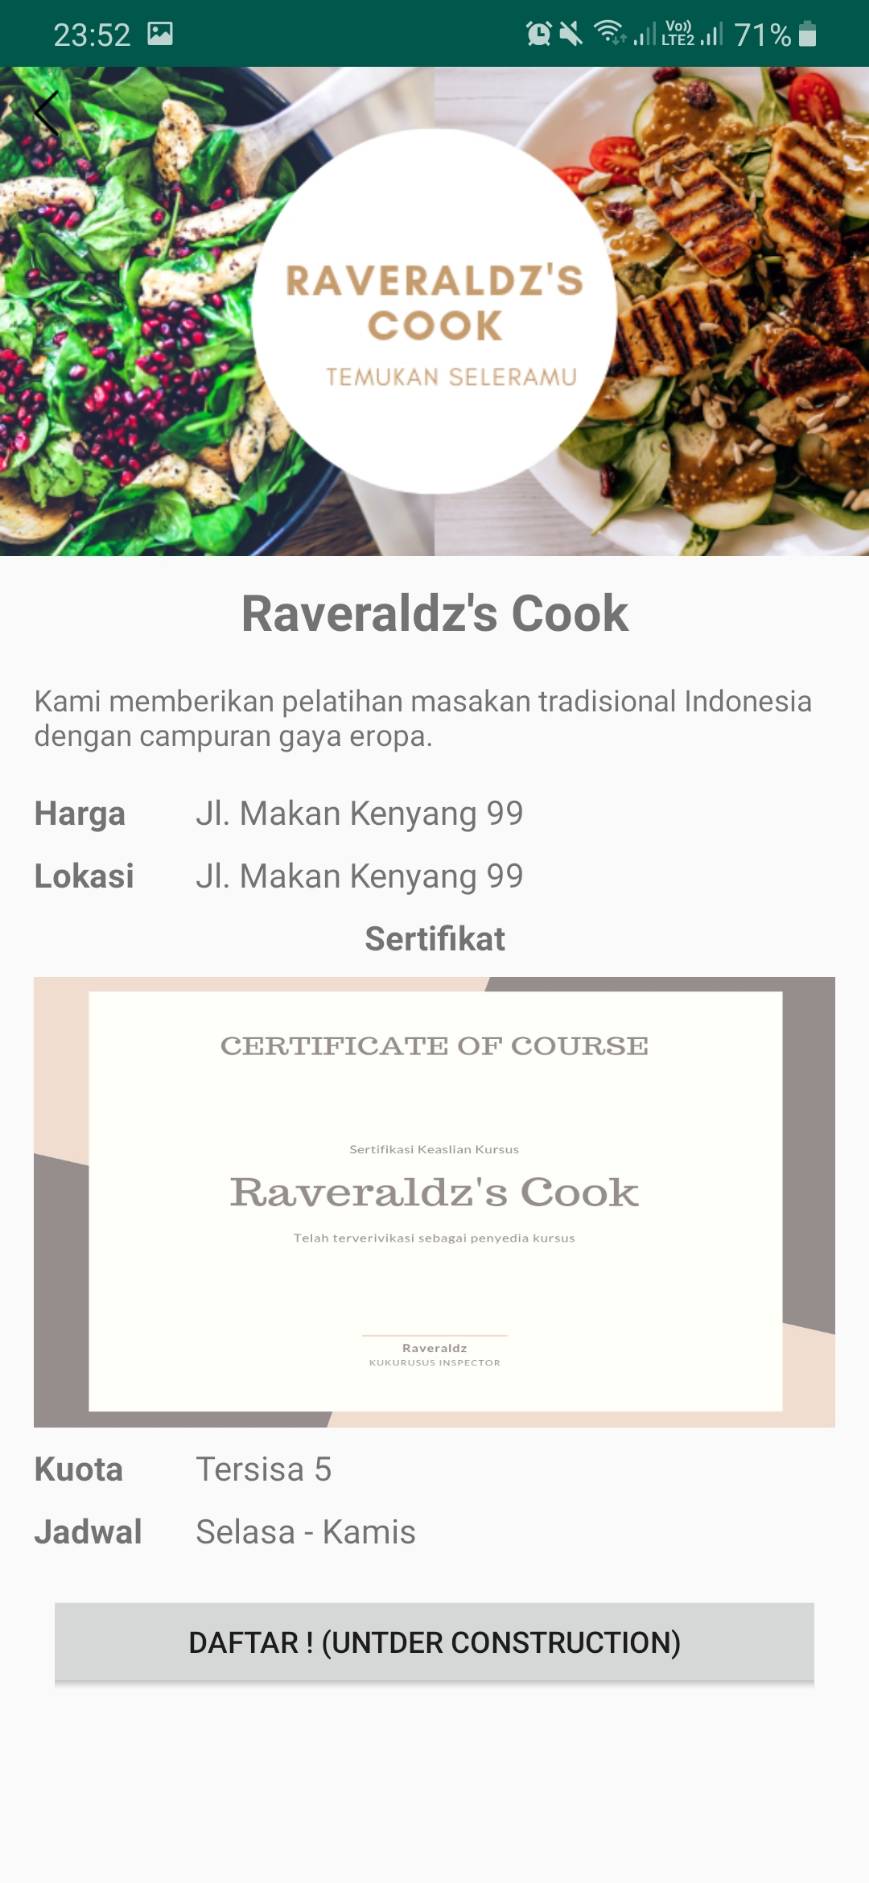 23:52
Vo))
LTE2
71%
RAVERALDZ'S
COOK
TEMUKAN SELERAMU
Raveraldz's Cook
Kami memberikan pelatihan masakan tradisional Indonesia
dengan campuran gaya eropa.
Harga Jl. Makan Kenyang 99
Lokasi Jl. Makan Kenyang 99
Sertifikat
CERTIFICATE OF COURSE
Sertifikasi Keaslian Kursus
Raveraldz's Cook
Telah terverivikasi sebagai penyedia kursus
Raveraldz
KUKURUSUS INSPECTOR
Kuota Tersisa 5
Jadwal Selasa - Kamis
DAFTAR ! (UNTDER CONSTRUCTION)